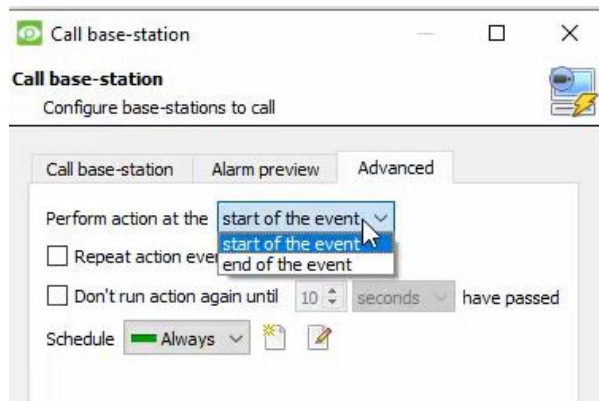 Call base-station
Call base-station
Configure base-stations to call
Call base-station Alarm preview Advanced
Perform action at the start of the event
start of the event
Repeat action
end of the event
Don't run action again until 10 seconds have passed
Schedule Always